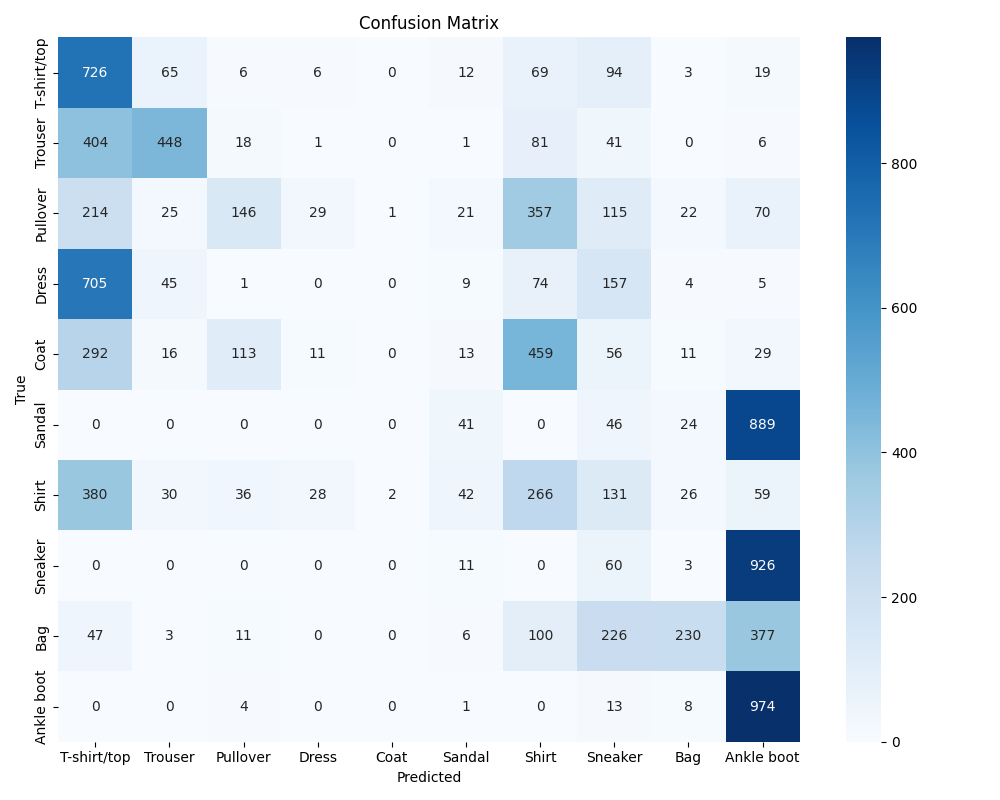 Confusion Matrix
T-shirt/top 726 65 6 6 0 12 69 94 3 19
Trouser 404 448 18 1 0 1 81 41 0 6
Pullover 214 25 146 29 1 21 357 115 22 70
Dress 705 45 1 0 0 9 74 157 4 5
Coat 292 16 113 11 0 13 459 56 11 29
Sandal 0 0 0 0 0 41 0 46 24 889
Shirt 380 30 36 28 2 42 266 131 26 59
Sneaker 0 0 0 0 0 11 0 60 3 926
Bag 47 3 11 0 0 6 100 226 230 377
Ankle boot 0 0 4 0 0 1 0 13 8 974
T-shirt/top Trouser Pullover Dress Coat Sandal Shirt Sneaker Bag Ankle boot
Predicted
True
800
600
400
200
0